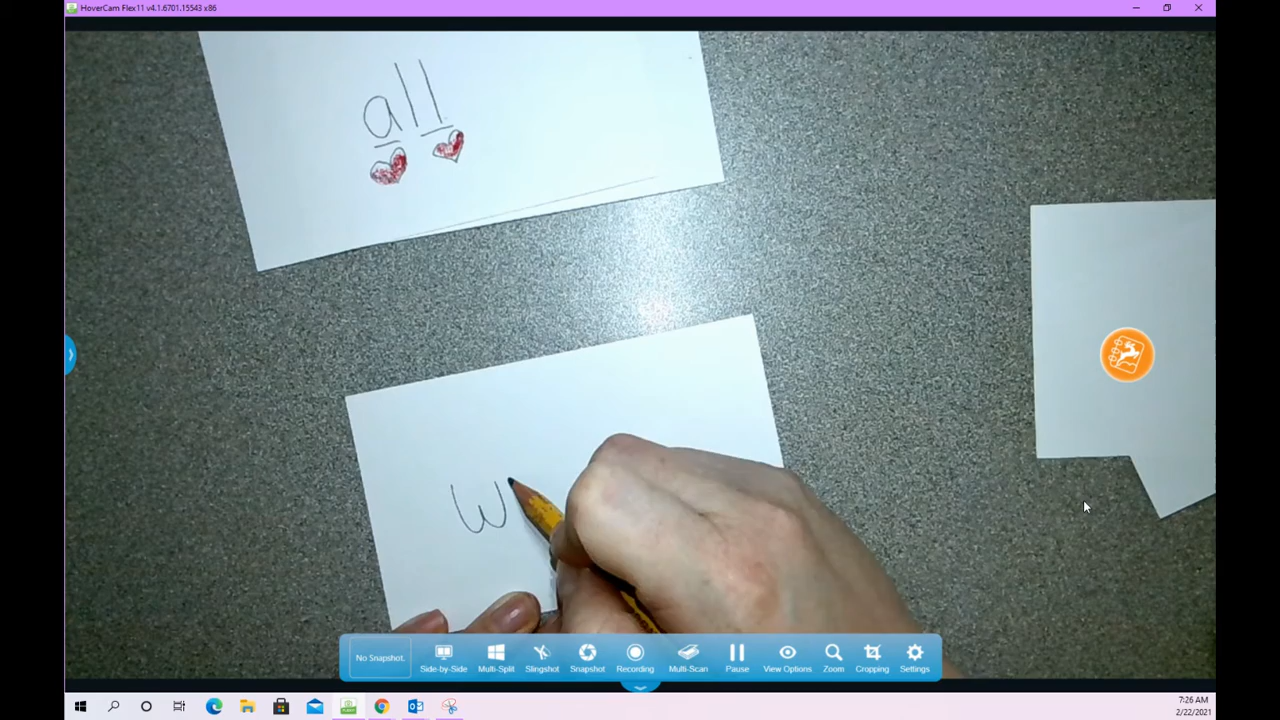 HoverCam Flex11 v4.1.6701.15543 x86
all
w
No Snapshot.
Side-by-Side
Multi-Split
Slingshot
Snapshot
Recording
Multi-Scan
Pause
View Options
Zoom
Cropping
Settings
7:26 AM
2/22/2021